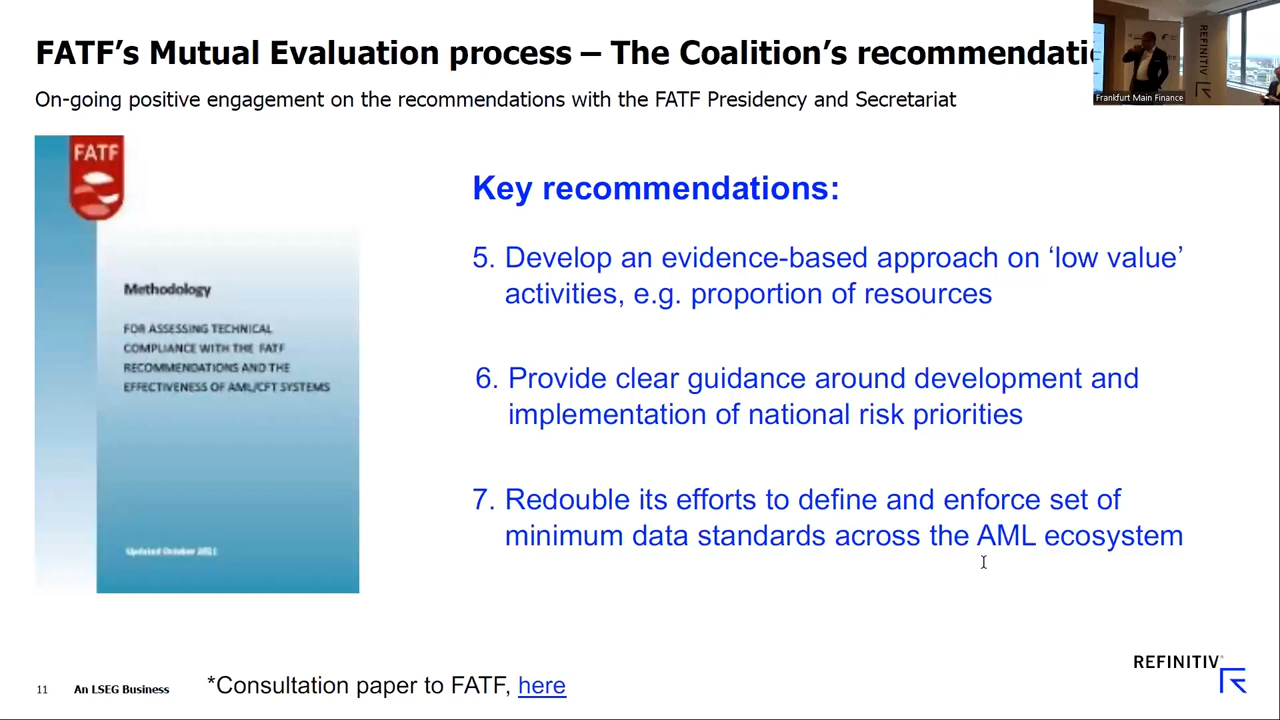 FATF's Mutual Evaluation process – The Coalition's
On-going positive engagement on the recommendations with the FATF Presidency and Secretariat
REFINITIV
Frankfurt Main Finance
FATF
Methodology
FOR ASSESSING TECHNICAL
COMPLIANCE WITH THE FATF
RECOMMENDATIONS AND THE
EFFECTIVENESS OF AML/CFT SYSTEMS
Updated October 2021
Key recommendations:
5. Develop an evidence-based approach on ‘low value’
activities, e.g. proportion of resources
6. Provide clear guidance around development and
implementation of national risk priorities
7. Redouble its efforts to define and enforce set of
minimum data standards across the AML ecosystem
REFINITIV
11 An LSEG Business *Consultation paper to FATF, here